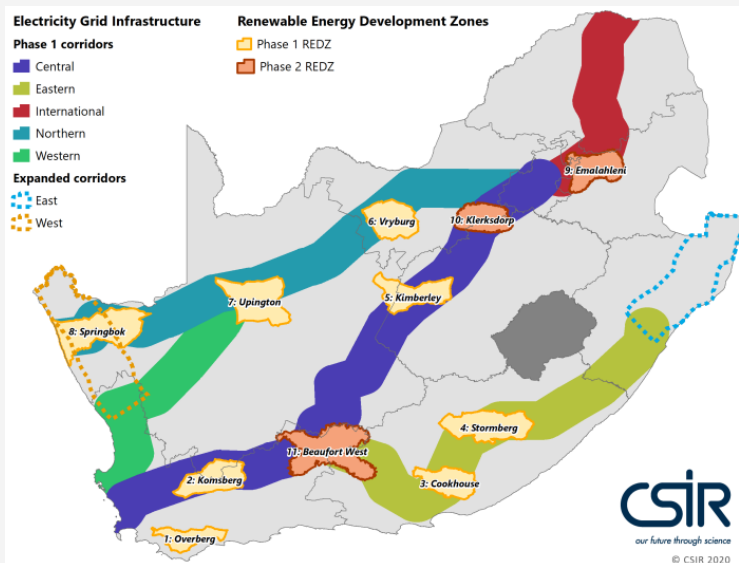 Electricity Grid Infrastructure
Phase 1 corridors
Central
Eastern
International
Northern
Western
Expanded corridors
East
West
Renewable Energy Development Zones
Phase 1 REDZ
Phase 2 REDZ
9: Emalahleni
6: Vryburg
10: Klerksdorp
7: Upington
5: Kimberley
8: Springbok
4: Stormberg
11: Beaufort West
2: Komsberg
3: Cookhouse
1: Overberg
CSIR
our future through science
© CSIR 2020